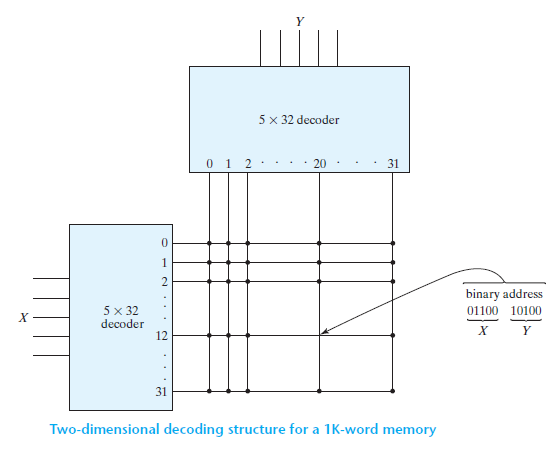 Y
5 × 32 decoder
0 1 2 · · · · 20 · · · 31
0
1
2
·
·
·
12
·
·
·
31
X
5 × 32
decoder
binary address
01100 10100
X Y
Two-dimensional decoding structure for a 1K-word memory